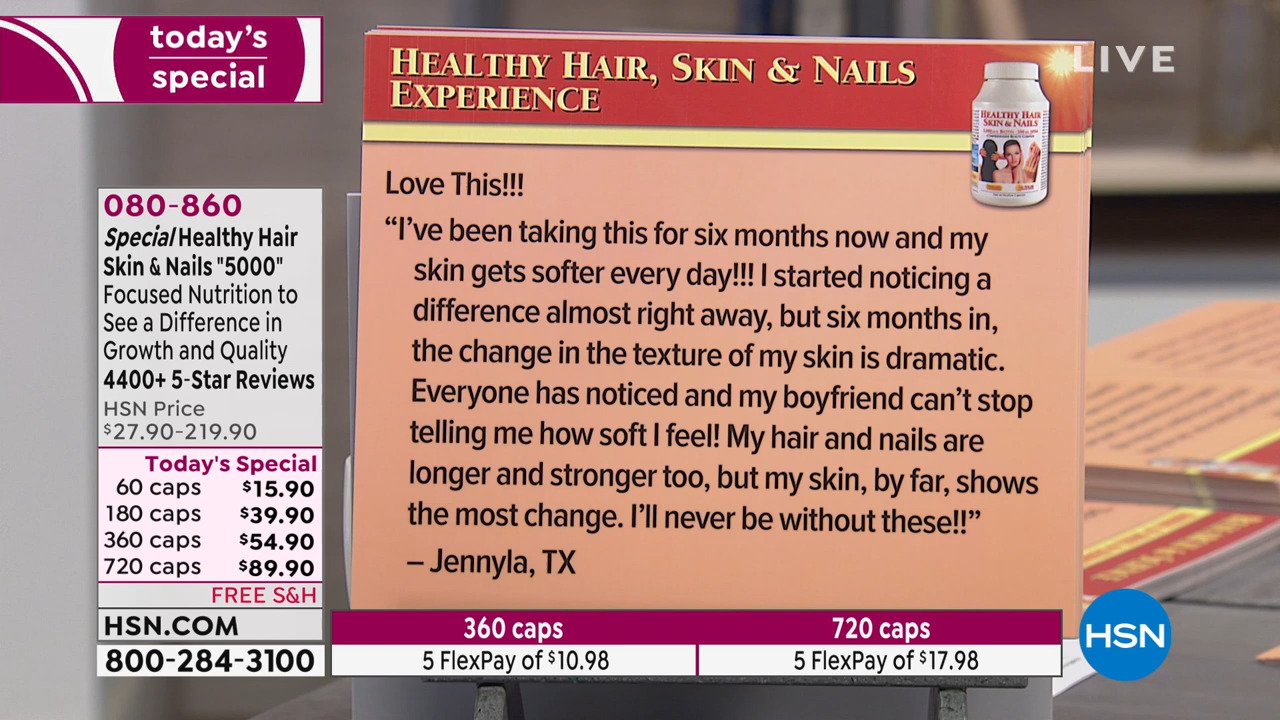 today's
special
LIVE
080-860
Special Healthy Hair
Skin & Nails "5000"
Focused Nutrition to
See a Difference in
Growth and Quality
4400+ 5-Star Reviews
HSN Price
$27.90-219.90
Today's Special
60 caps $15.90
180 caps $39.90
360 caps $54.90
720 caps $89.90
FREE S&H
HSN.COM
800-284-3100
HEALTHY HAIR, SKIN & NAILS
EXPERIENCE
HEALTHY HAIR
SKIN & NAILS
Love This!!!
“I’ve been taking this for six months now and my
skin gets softer every day!!! I started noticing a
difference almost right away, but six months in,
the change in the texture of my skin is dramatic.
Everyone has noticed and my boyfriend can’t stop
telling me how soft I feel! My hair and nails are
longer and stronger too, but my skin, by far, shows
the most change. I’ll never be without these!!”
– Jennyla, TX
360 caps 720 caps
5 FlexPay of $10.98 5 FlexPay of $17.98
HSN